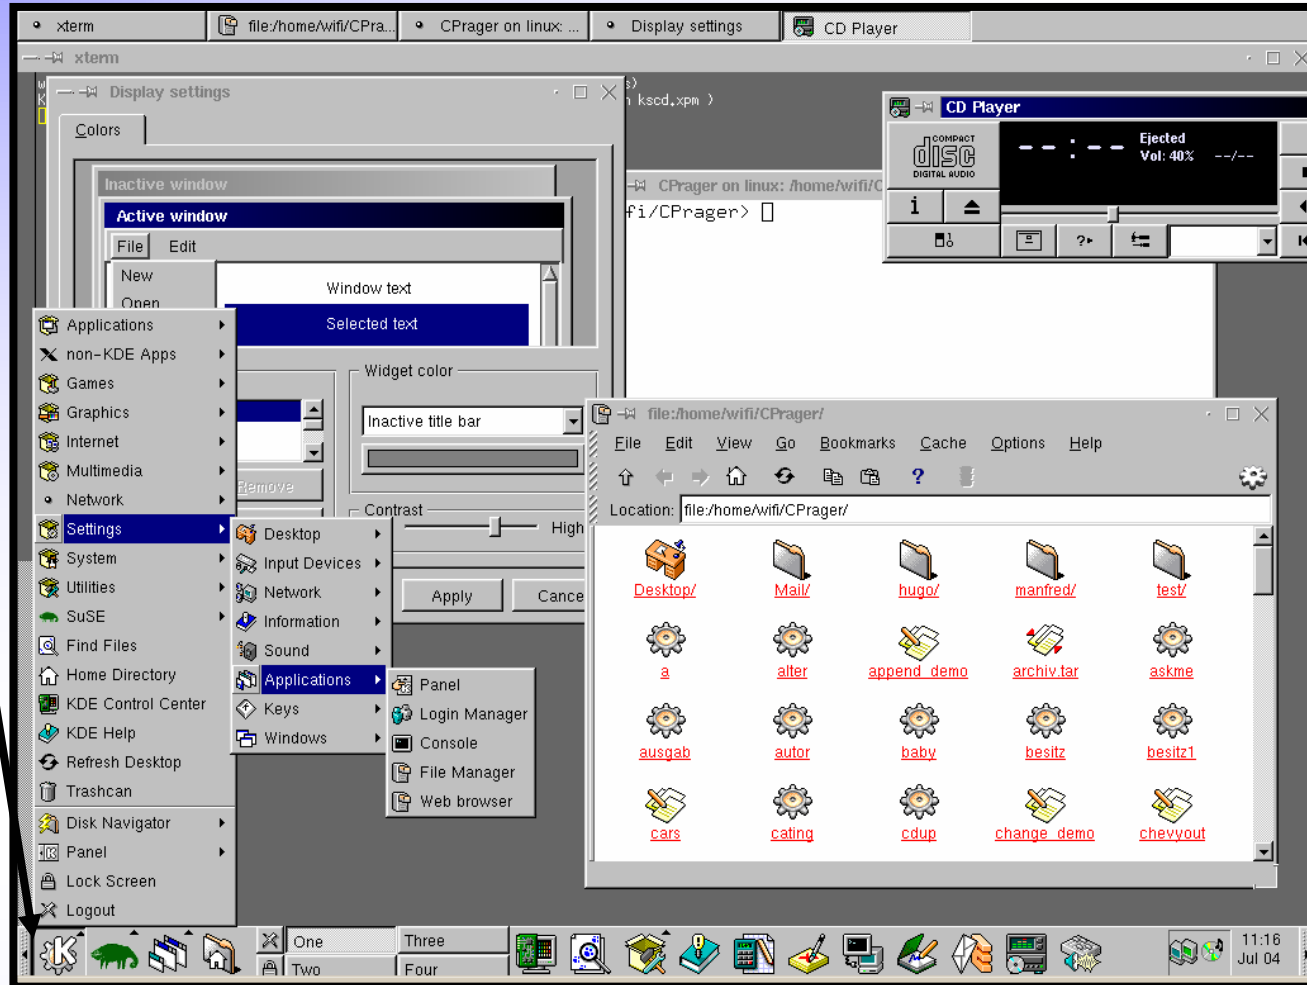 xterm
file:/home/wifi/CPra...
CPrager on linux: ...
Display settings
CD Player
xterm
Display settings
kscd.xpm )
Colors
Inactive window
Active window
File Edit
New
Open
Window text
Selected text
CPrager on linux: /home/wifi/C
fi/CPrager>
CD Player
COMPACT
disc
DIGITAL AUDIO
--:--
Ejected
Vol: 40% --/--
i
?
Widget color
Inactive title bar
Remove
Contrast
High
Apply
Cance
Applications
non-KDE Apps
Games
Graphics
Internet
Multimedia
Network
Settings
System
Utilities
SuSE
Find Files
Home Directory
KDE Control Center
KDE Help
Refresh Desktop
Trashcan
Disk Navigator
Panel
Lock Screen
Logout
Desktop
Input Devices
Network
Information
Sound
Applications
Keys
Windows
Panel
Login Manager
Console
File Manager
Web browser
file:/home/wifi/CPrager/
File Edit View Go Bookmarks Cache Options Help
?
Location: file:/home/wifi/CPrager/
Desktop/ Mail/ hugo/ manfred/ test/
a alter append_demo archiv.tar askme
ausgab autor baby besitz besitz1
cars cating cdup change_demo chevyout
K
One Three
Two Four
11:16
Jul 04